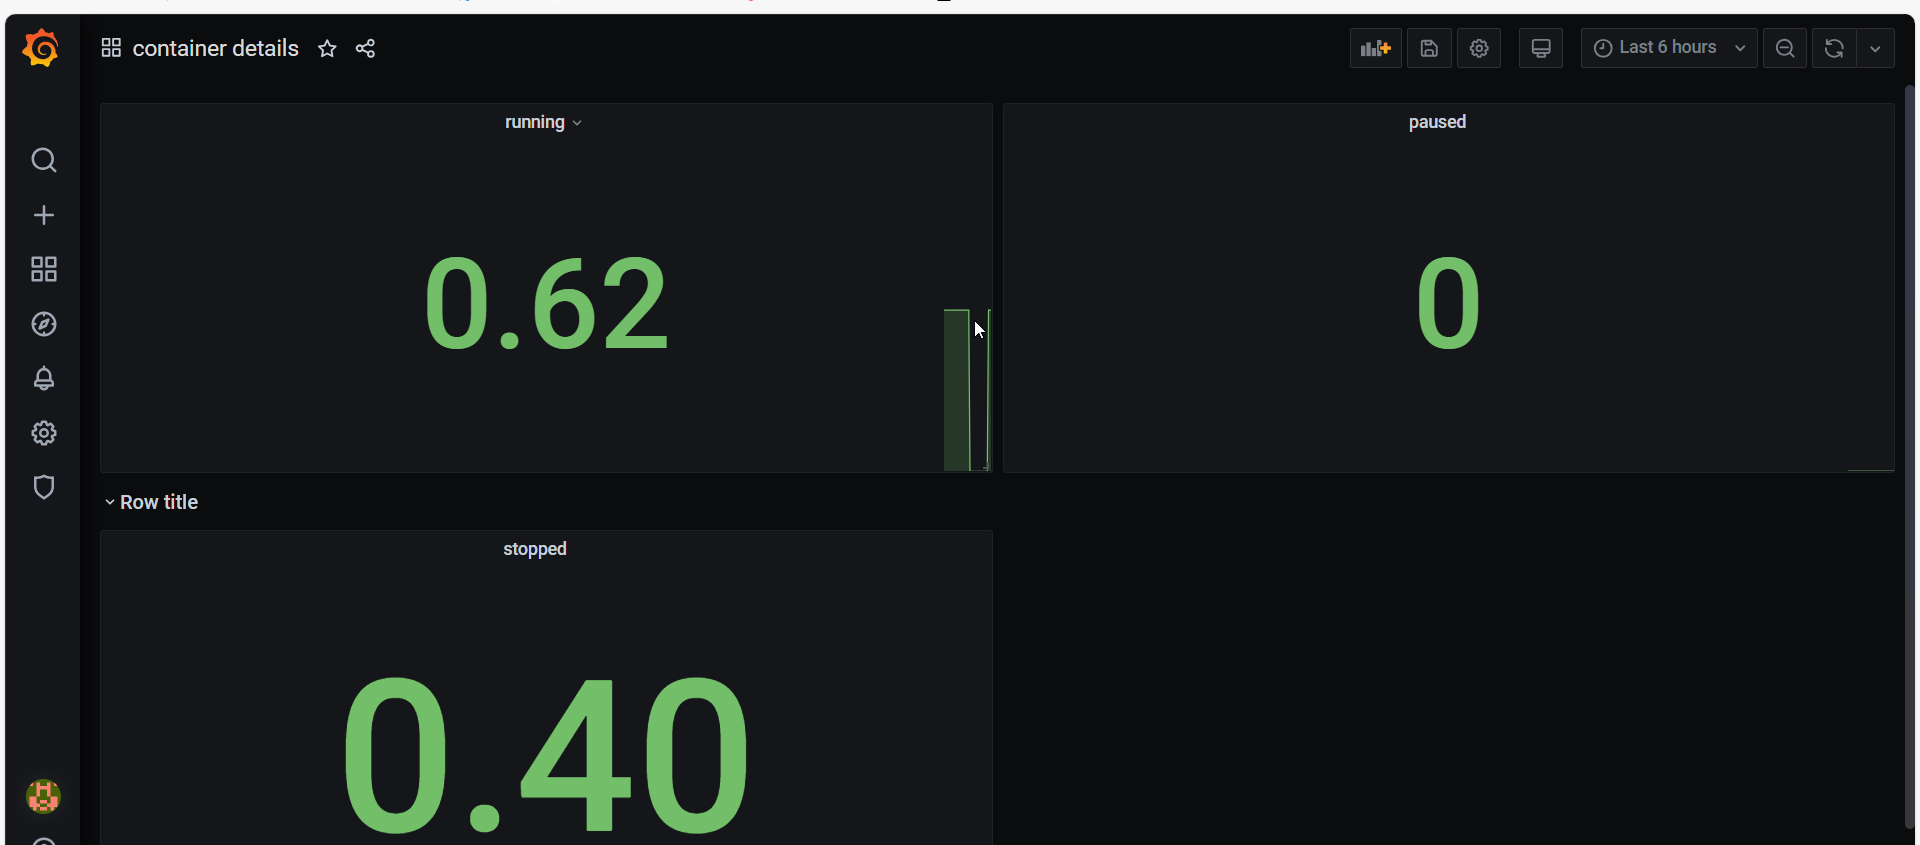 container details
Last 6 hours
running
paused
0.62
0
Row title
stopped
0.40